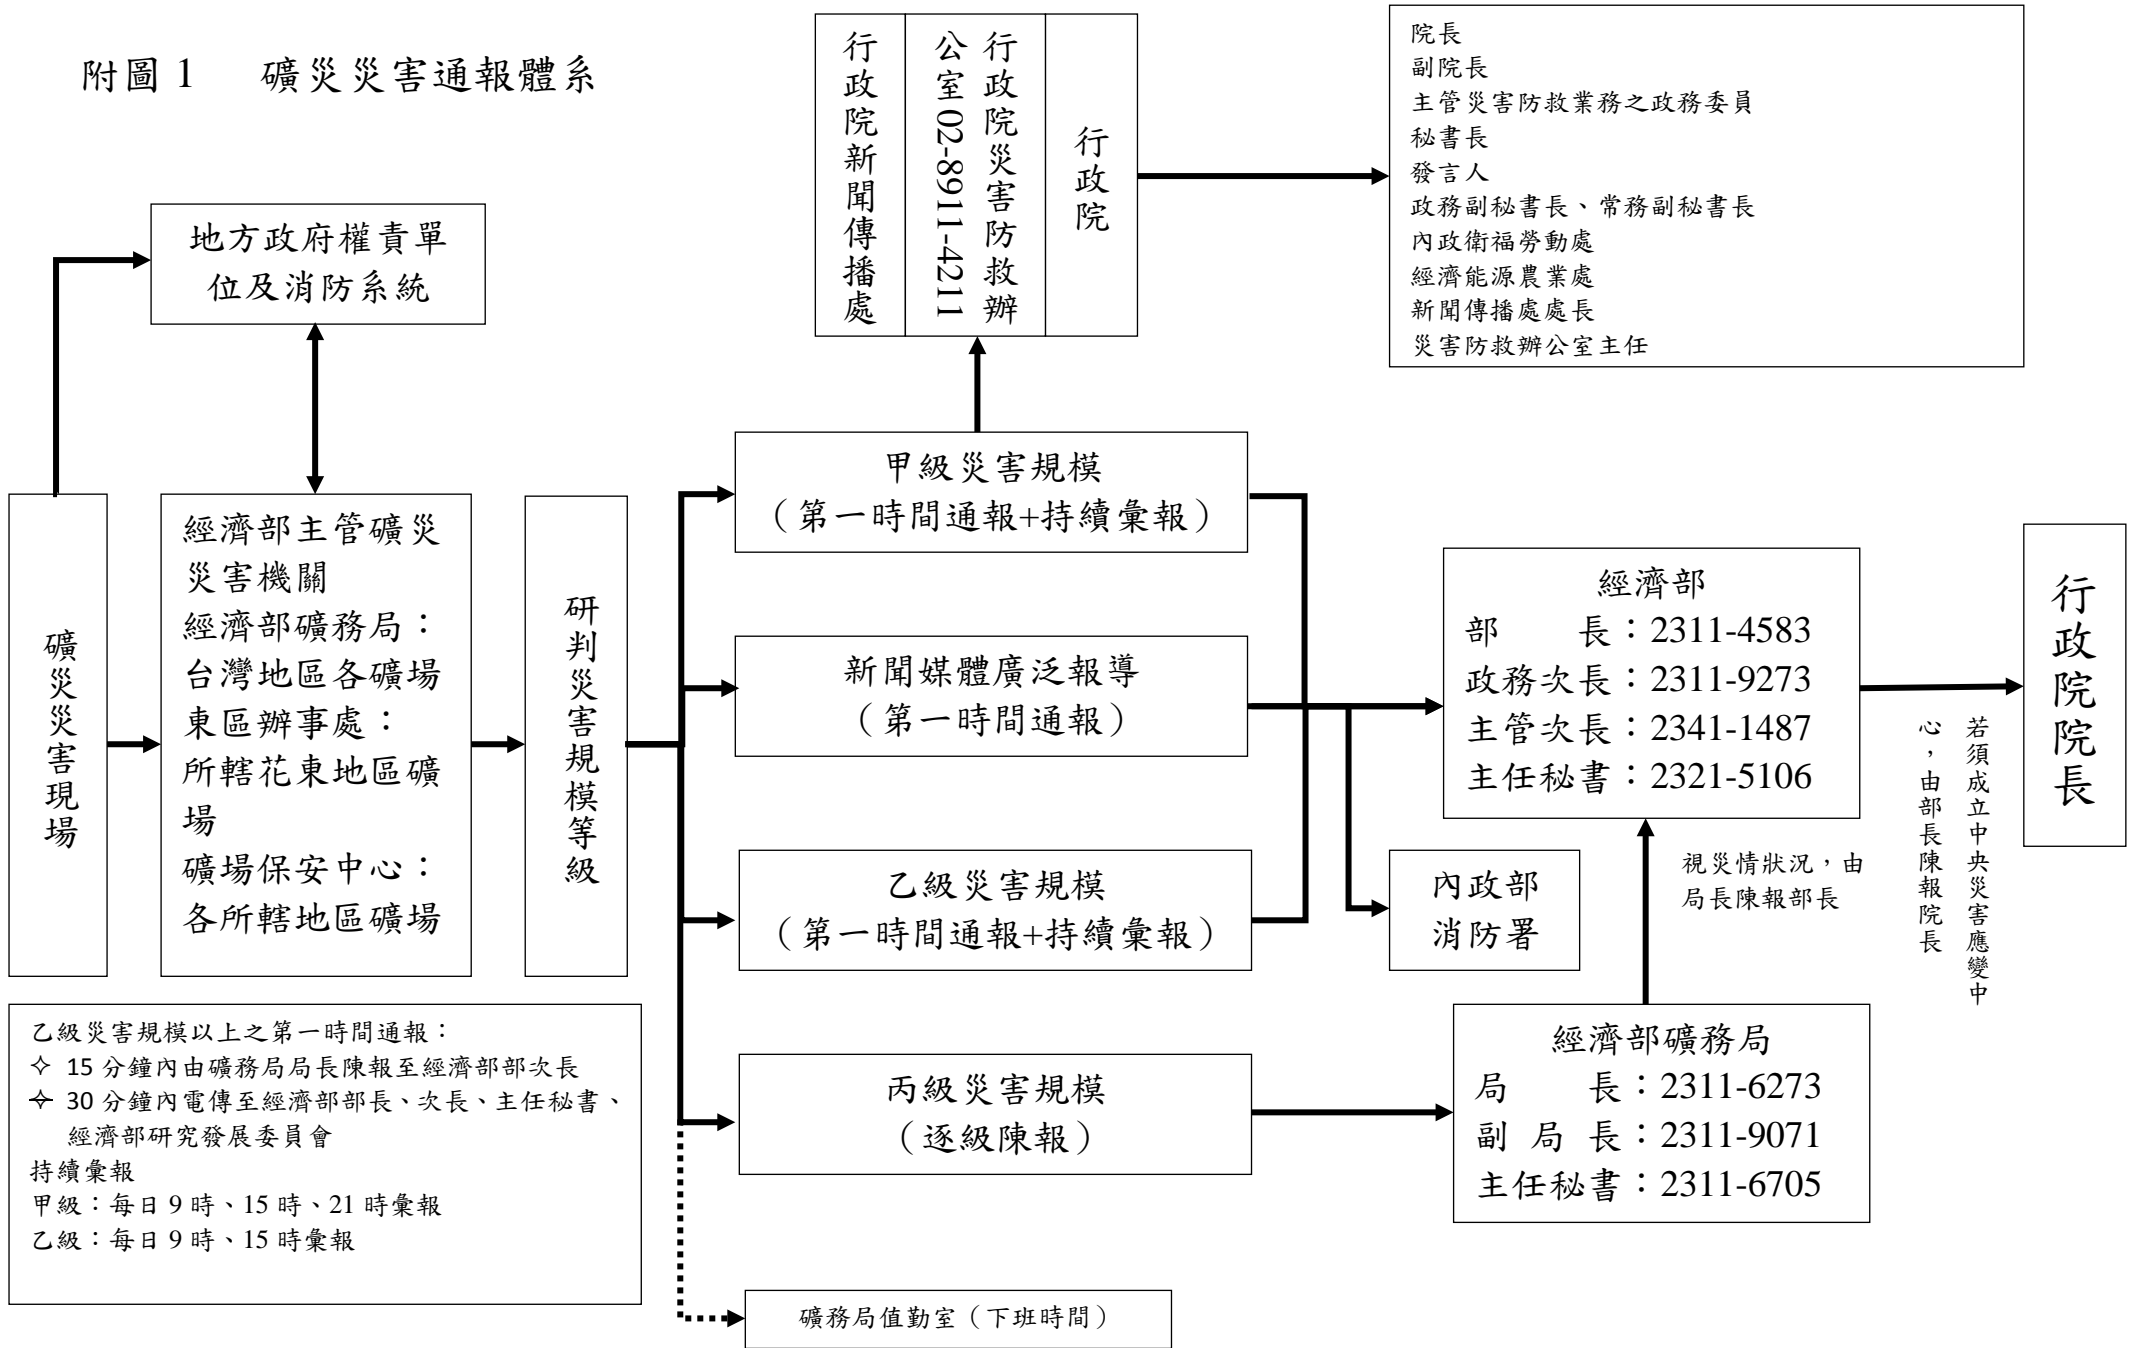 附圖 1 礦災災害通報體系
行政院新聞傳播處
行政院災害防救辦
公室 02-8911-4211
行政院
院長
副院長
主管災害防救業務之政務委員
秘書長
發言人
政務副秘書長、常務副秘書長
內政衛福勞動處
經濟能源農業處
新聞傳播處處長
災害防救辦公室主任
地方政府權責單
位及消防系統
礦災災害現場
經濟部主管礦災
災害機關
經濟部礦務局：
台灣地區各礦場
東區辦事處：
所轄花東地區礦
場
礦場保安中心：
各所轄地區礦場
研判災害規模等級
甲級災害規模
（第一時間通報+持續彙報）
新聞媒體廣泛報導
（第一時間通報）
乙級災害規模
（第一時間通報+持續彙報）
丙級災害規模
（逐級陳報）
礦務局值勤室（下班時間）
經濟部
部　　長：2311-4583
政務次長：2311-9273
主管次長：2341-1487
主任秘書：2321-5106
內政部
消防署
視災情狀況，由
局長陳報部長
經濟部礦務局
局　　長：2311-6273
副 局 長：2311-9071
主任秘書：2311-6705
若須成立中央災害應變中
心，由部長陳報院長
行政院院長
乙級災害規模以上之第一時間通報：
✧ 15 分鐘內由礦務局局長陳報至經濟部部次長
✧ 30 分鐘內電傳至經濟部部長、次長、主任秘書、
經濟部研究發展委員會
持續彙報
甲級：每日 9 時、15 時、21 時彙報
乙級：每日 9 時、15 時彙報